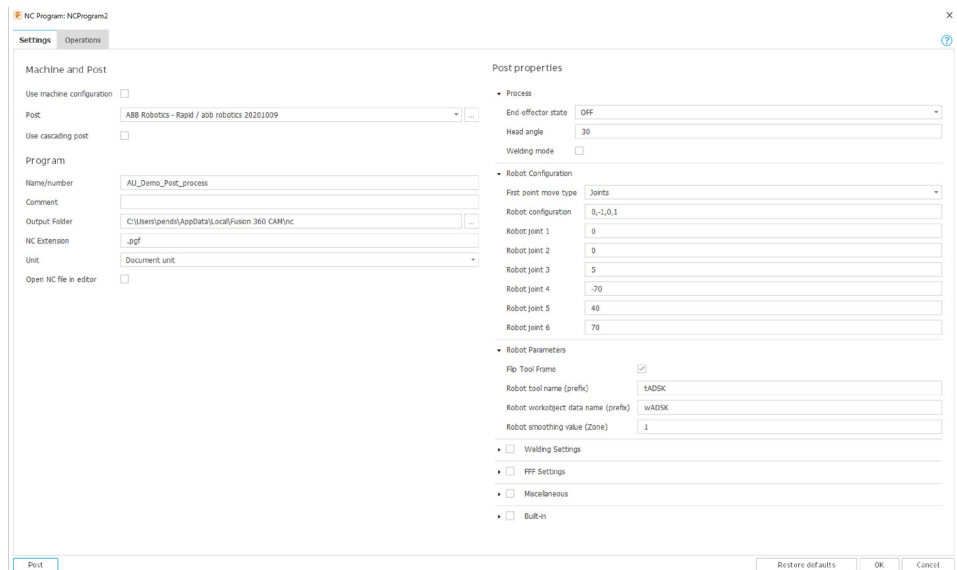 NC Program: NCProgram2
Settings Operations
Machine and Post
Use machine configuration
Post ABB Robotics - Rapid / abb robotics 20201009 ...
Use cascading post
Program
Name/number AU_Demo_Post_process
Comment
Output Folder C:\Users\pends\AppData\Local\Fusion 360 CAM\nc ...
NC Extension .pgf
Unit Document unit
Open NC file in editor
Post properties
Process
End-effector state OFF
Head angle 30
Welding mode
Robot Configuration
First point move type Joints
Robot configuration 0,-1,0,1
Robot joint 1 0
Robot joint 2 0
Robot joint 3 5
Robot joint 4 -70
Robot joint 5 40
Robot joint 6 70
Robot Parameters
Flip Tool Frame
Robot tool name (prefix) tADSK
Robot workobject data name (prefix) wADSK
Robot smoothing value (Zone) 1
Welding Settings
FFF Settings
Miscellaneous
Built-in
Post Restore defaults OK Cancel